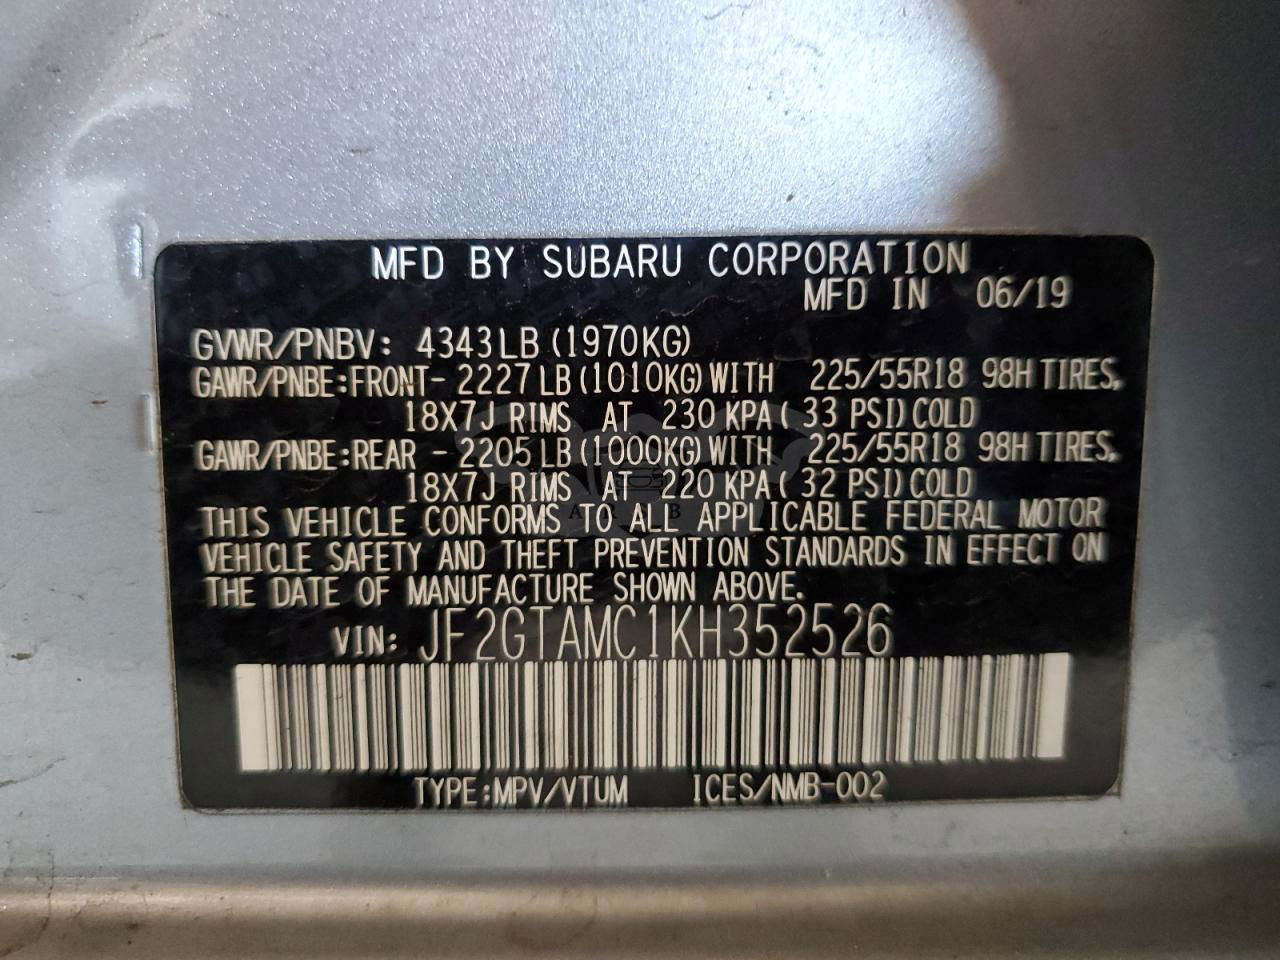 MFD BY SUBARU CORPORATION
MFD IN 06/19
GVWR/PNBV: 4343LB (1970KG)
GAWR/PNBE:FRONT- 2227 LB (1010KG) WITH 225/55R18 98H TIRES,
18X7J RIMS AT 230 KPA ( 33 PSI) COLD
GAWR/PNBE:REAR - 2205 LB (1000KG) WITH 225/55R18 98H TIRES,
18X7J RIMS AT 220 KPA ( 32 PSI) COLD
THIS VEHICLE CONFORMS TO ALL APPLICABLE FEDERAL MOTOR
VEHICLE SAFETY AND THEFT PREVENTION STANDARDS IN EFFECT ON
THE DATE OF MANUFACTURE SHOWN ABOVE.
VIN: JF2GTAMC1KH352526
TYPE:MPV/VTUM ICES/NMB-002